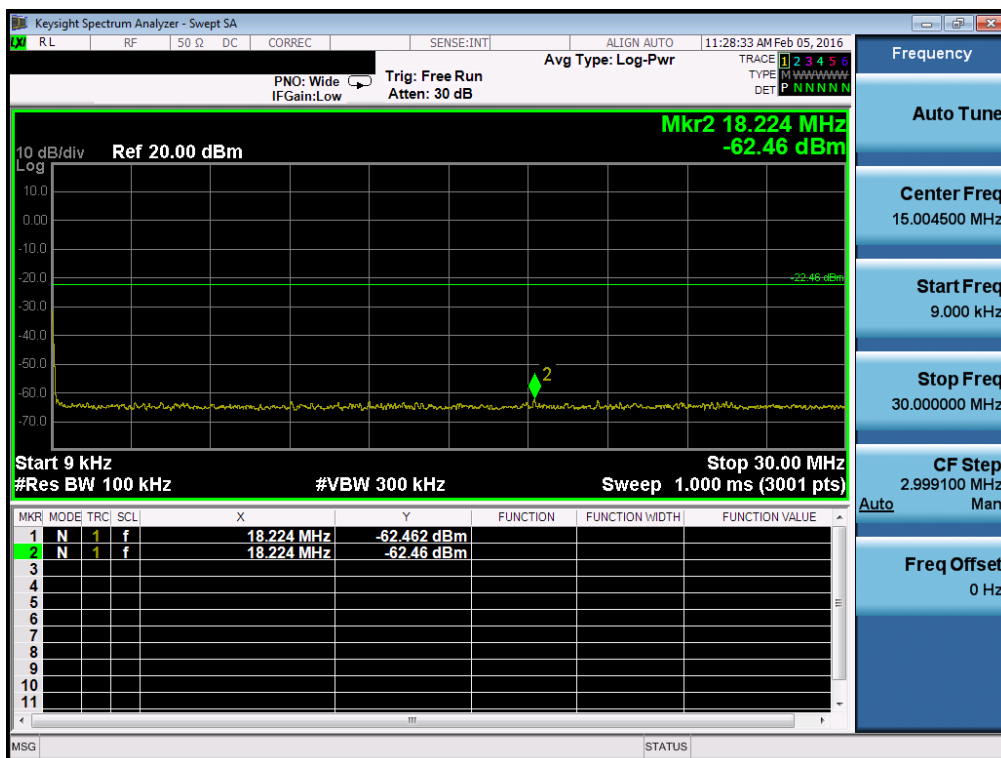 Keysight Spectrum Analyzer - Swept SA
LXI RL RF 50 Ω DC CORREC SENSE:INT ALIGN AUTO 11:28:33 AM Feb 05, 2016
Frequency
Avg Type: Log-Pwr TRACE 1 2 3 4 5 6
PNO: Wide Trig: Free Run TYPE M WWWWW
IFGain:Low Atten: 30 dB DET P N N N N N
Auto Tune
Mkr2 18.224 MHz
10 dB/div Ref 20.00 dBm -62.46 dBm
Log
10.0
0.00
-10.0
-20.0
-22.46 dBm
-30.0
-40.0
-50.0
-60.0
-70.0
2
Center Freq
15.004500 MHz
Start Freq
9.000 kHz
Stop Freq
30.000000 MHz
Start 9 kHz Stop 30.00 MHz
#Res BW 100 kHz #VBW 300 kHz Sweep 1.000 ms (3001 pts)
CF Step
2.999100 MHz
Auto Man
Freq Offset
0 Hz
MKR MODE TRC SCL X Y FUNCTION FUNCTION WIDTH FUNCTION VALUE
1 N 1 f 18.224 MHz -62.462 dBm
2 N 1 f 18.224 MHz -62.46 dBm
3
4
5
6
7
8
9
10
11
MSG STATUS